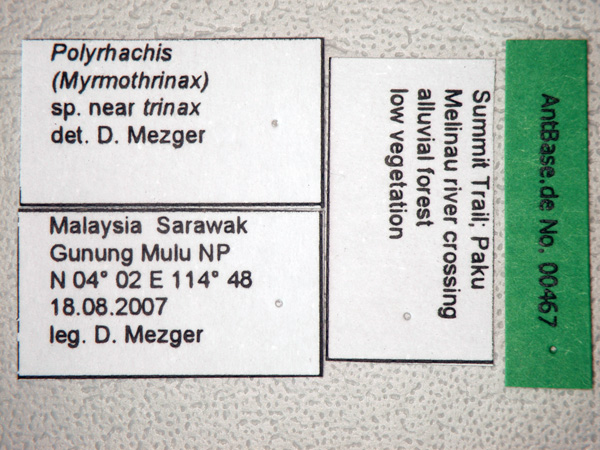 Polyrhachis
(Myrmothrinax)
sp. near trinax
det. D. Mezger
Malaysia Sarawak
Gunung Mulu NP
N 04° 02 E 114° 48
18.08.2007
leg. D. Mezger
Summit Trail; Paku
Melinau river crossing
alluvial forest
low vegetation
AntBase.de No. 00467